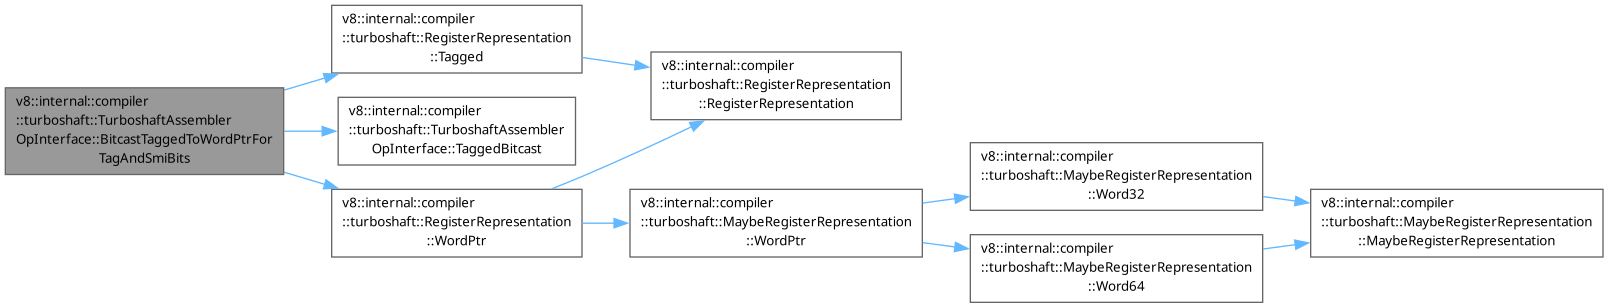 v8::internal::compiler
::turboshaft::TurboshaftAssembler
OpInterface::BitcastTaggedToWordPtrFor
TagAndSmiBits
v8::internal::compiler
::turboshaft::RegisterRepresentation
::Tagged
v8::internal::compiler
::turboshaft::TurboshaftAssembler
OpInterface::TaggedBitcast
v8::internal::compiler
::turboshaft::RegisterRepresentation
::WordPtr
v8::internal::compiler
::turboshaft::RegisterRepresentation
::RegisterRepresentation
v8::internal::compiler
::turboshaft::MaybeRegisterRepresentation
::WordPtr
v8::internal::compiler
::turboshaft::MaybeRegisterRepresentation
::Word32
v8::internal::compiler
::turboshaft::MaybeRegisterRepresentation
::Word64
v8::internal::compiler
::turboshaft::MaybeRegisterRepresentation
::MaybeRegisterRepresentation